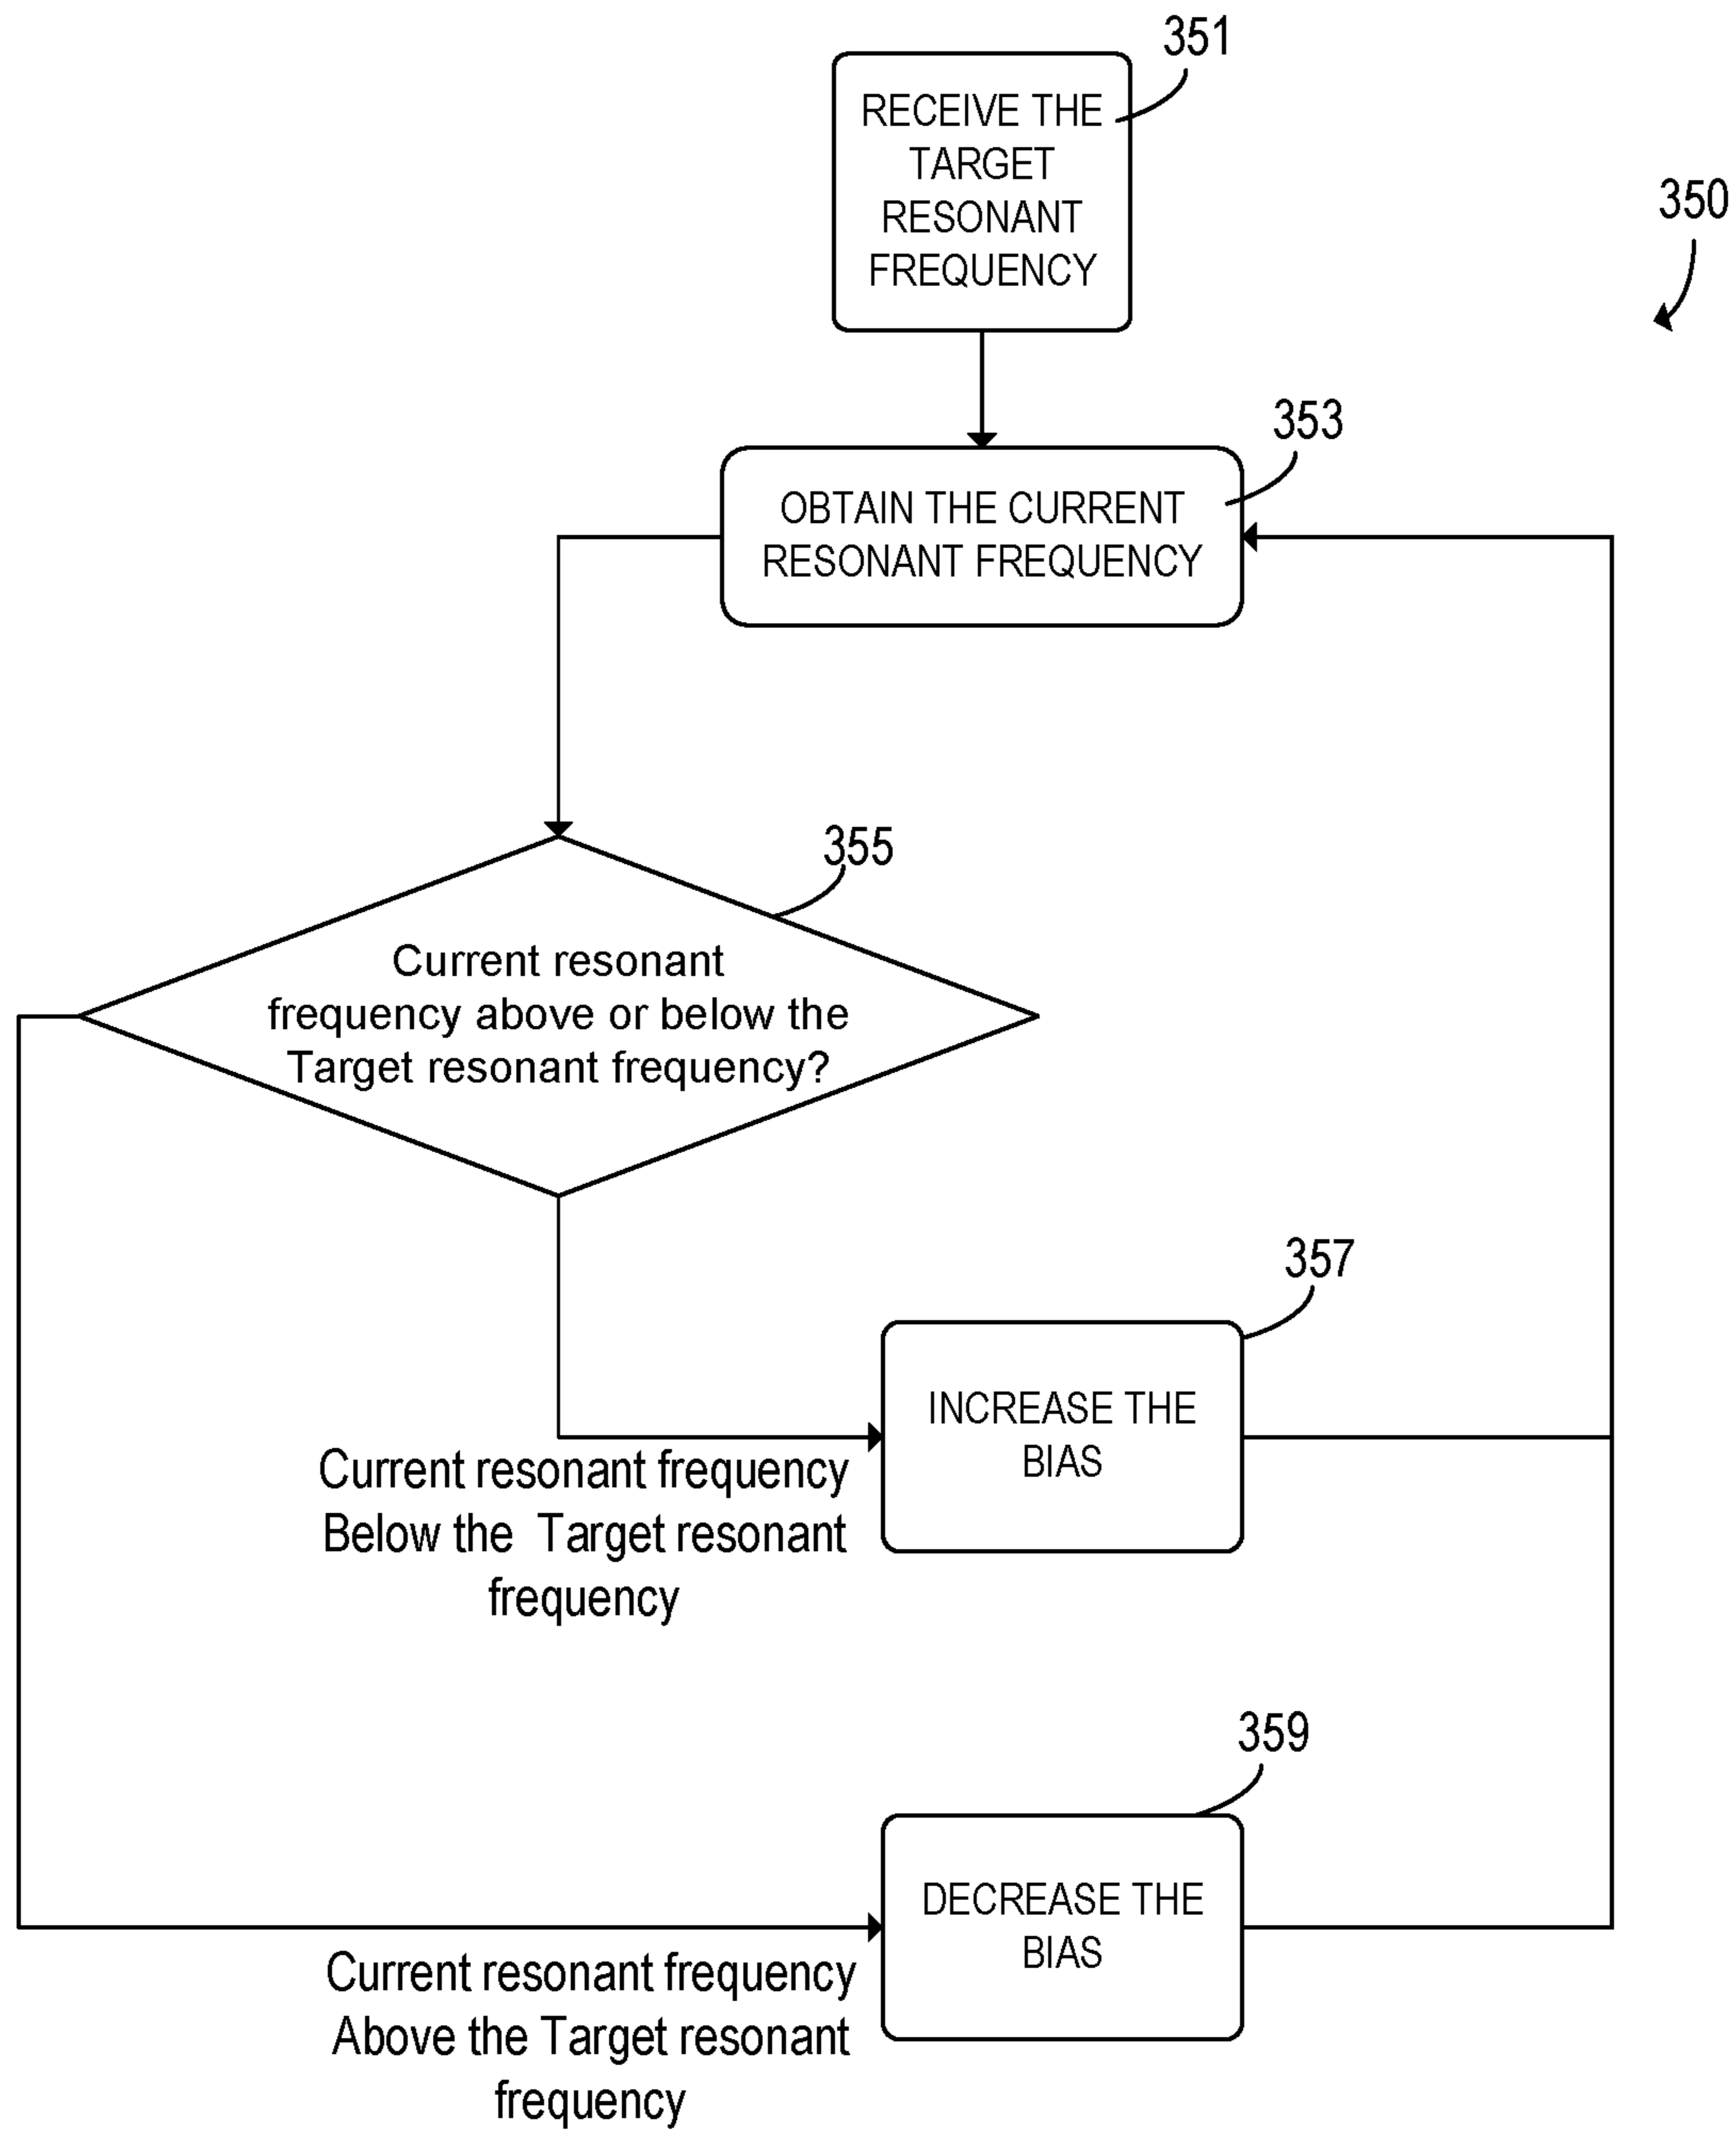 351
RECEIVE THE
TARGET
RESONANT
FREQUENCY
350
353
OBTAIN THE CURRENT
RESONANT FREQUENCY
355
Current resonant
frequency above or below the
Target resonant frequency?
357
INCREASE THE
BIAS
Current resonant frequency
Below the Target resonant
frequency
359
DECREASE THE
BIAS
Current resonant frequency
Above the Target resonant
frequency